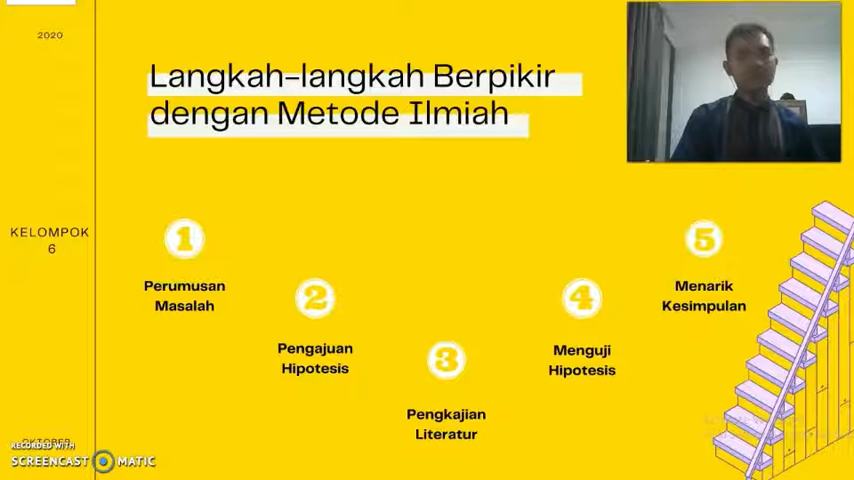 2020
Langkah-langkah Berpikir
dengan Metode Ilmiah
KELOMPOK
6
1
Perumusan
Masalah
2
Pengajuan
Hipotesis
3
Pengkajian
Literatur
4
Menguji
Hipotesis
5
Menarik
Kesimpulan
OKTOBER
RECORDED WITH
SCREENCAST MATIC